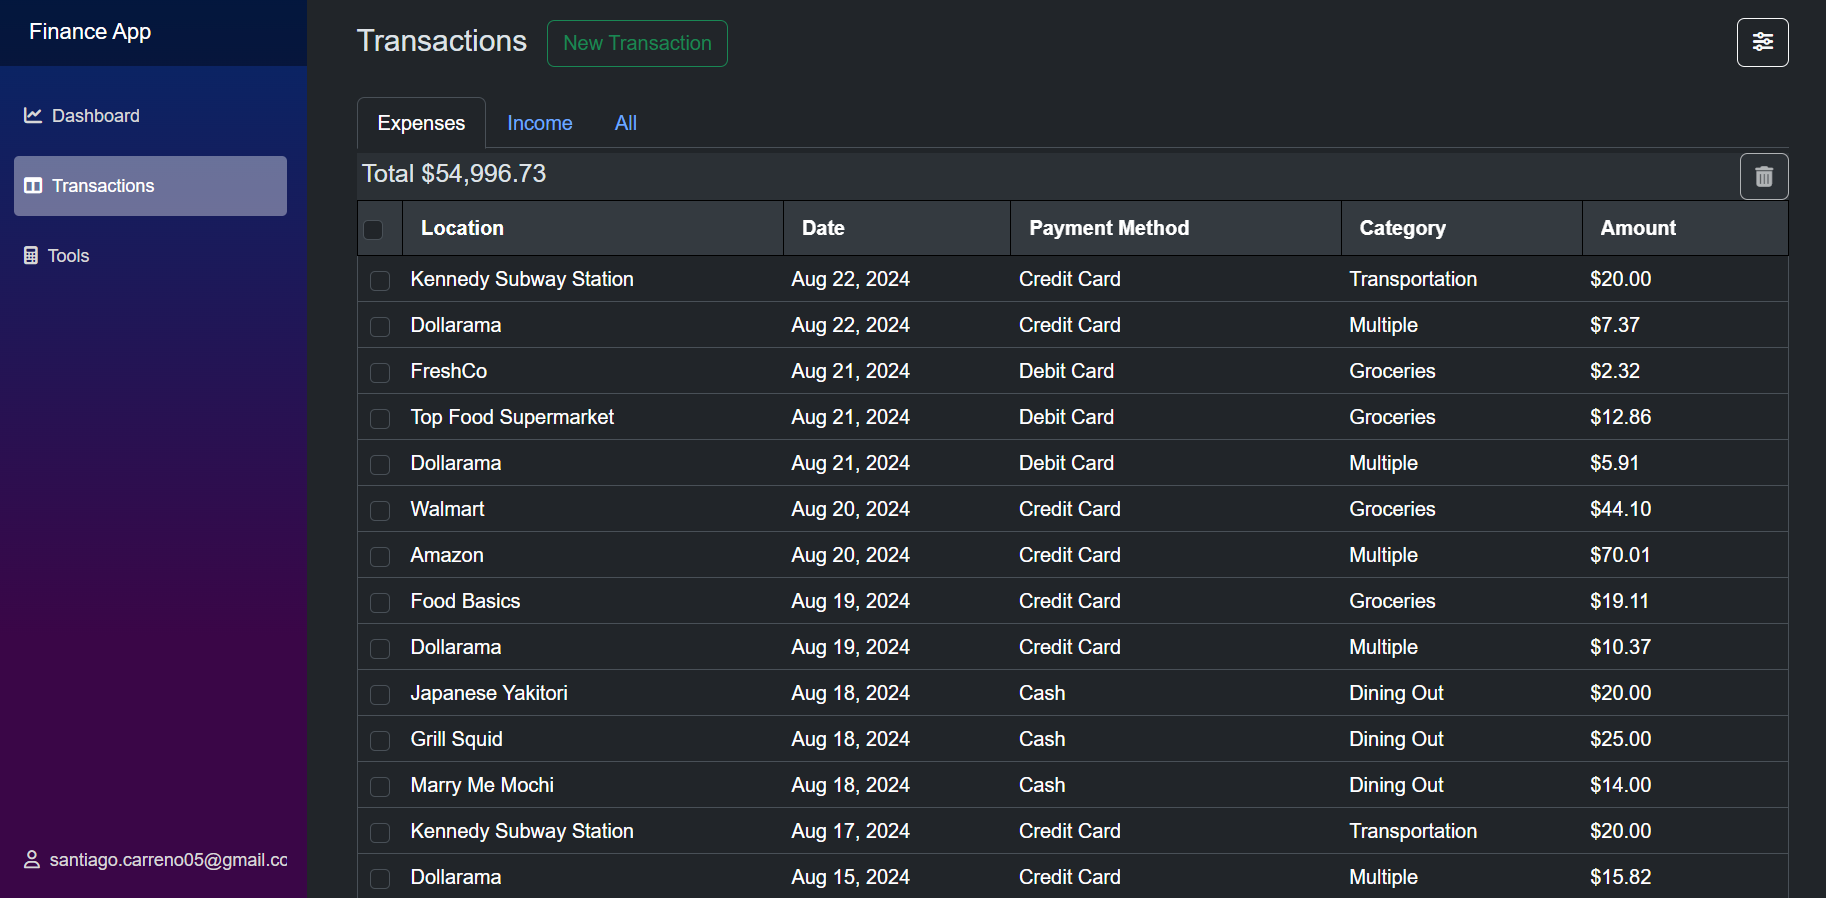 Finance App
Dashboard
Transactions
Tools
santiago.carreno05@gmail.cc
Transactions
New Transaction
Expenses Income All
Total $54,996.73
Location Date Payment Method Category Amount
Kennedy Subway Station Aug 22, 2024 Credit Card Transportation $20.00
Dollarama Aug 22, 2024 Credit Card Multiple $7.37
FreshCo Aug 21, 2024 Debit Card Groceries $2.32
Top Food Supermarket Aug 21, 2024 Debit Card Groceries $12.86
Dollarama Aug 21, 2024 Debit Card Multiple $5.91
Walmart Aug 20, 2024 Credit Card Groceries $44.10
Amazon Aug 20, 2024 Credit Card Multiple $70.01
Food Basics Aug 19, 2024 Credit Card Groceries $19.11
Dollarama Aug 19, 2024 Credit Card Multiple $10.37
Japanese Yakitori Aug 18, 2024 Cash Dining Out $20.00
Grill Squid Aug 18, 2024 Cash Dining Out $25.00
Marry Me Mochi Aug 18, 2024 Cash Dining Out $14.00
Kennedy Subway Station Aug 17, 2024 Credit Card Transportation $20.00
Dollarama Aug 15, 2024 Credit Card Multiple $15.82